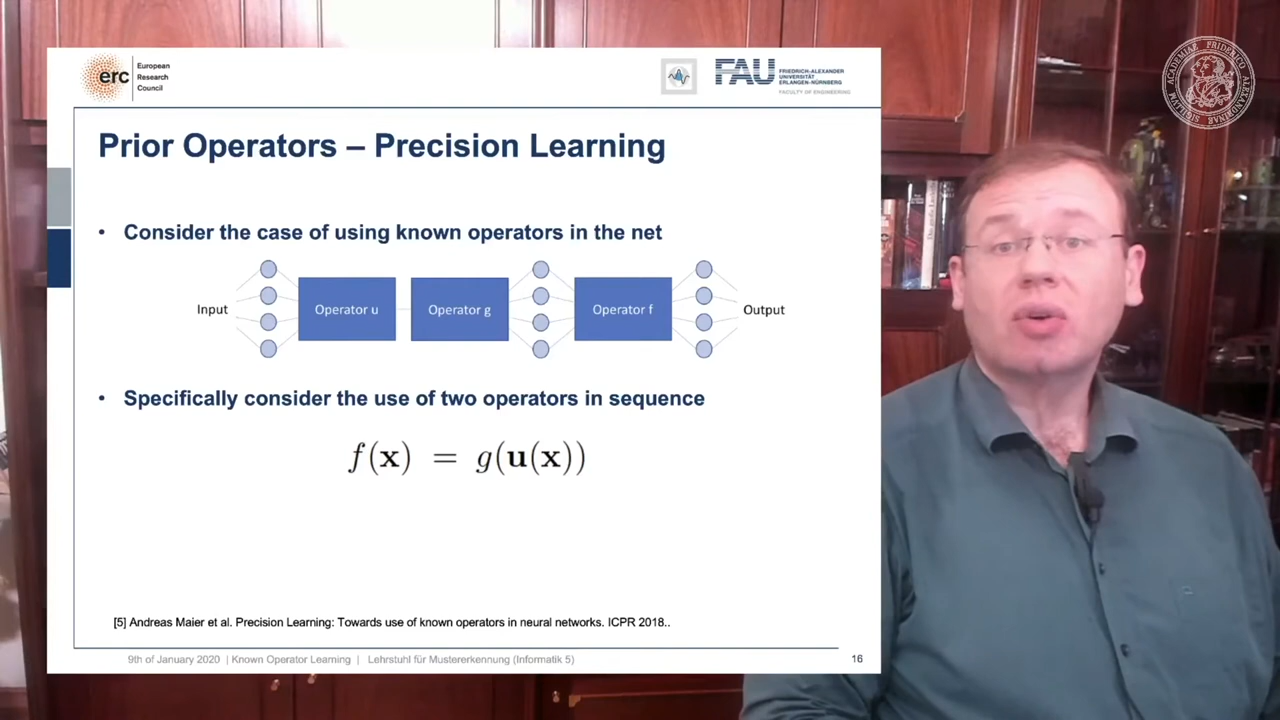 erc
European
Research
Council
FAU
FRIEDRICH-ALEXANDER
UNIVERSITÄT
ERLANGEN-NÜRNBERG
FACULTY OF ENGINEERING
Prior Operators – Precision Learning
• Consider the case of using known operators in the net
Input
Operator u
Operator g
Operator f
Output
• Specifically consider the use of two operators in sequence
f(x) = g(u(x))
[5] Andreas Maier et al. Precision Learning: Towards use of known operators in neural networks. ICPR 2018..
9th of January 2020 | Known Operator Learning | Lehrstuhl für Mustererkennung (Informatik 5)
16